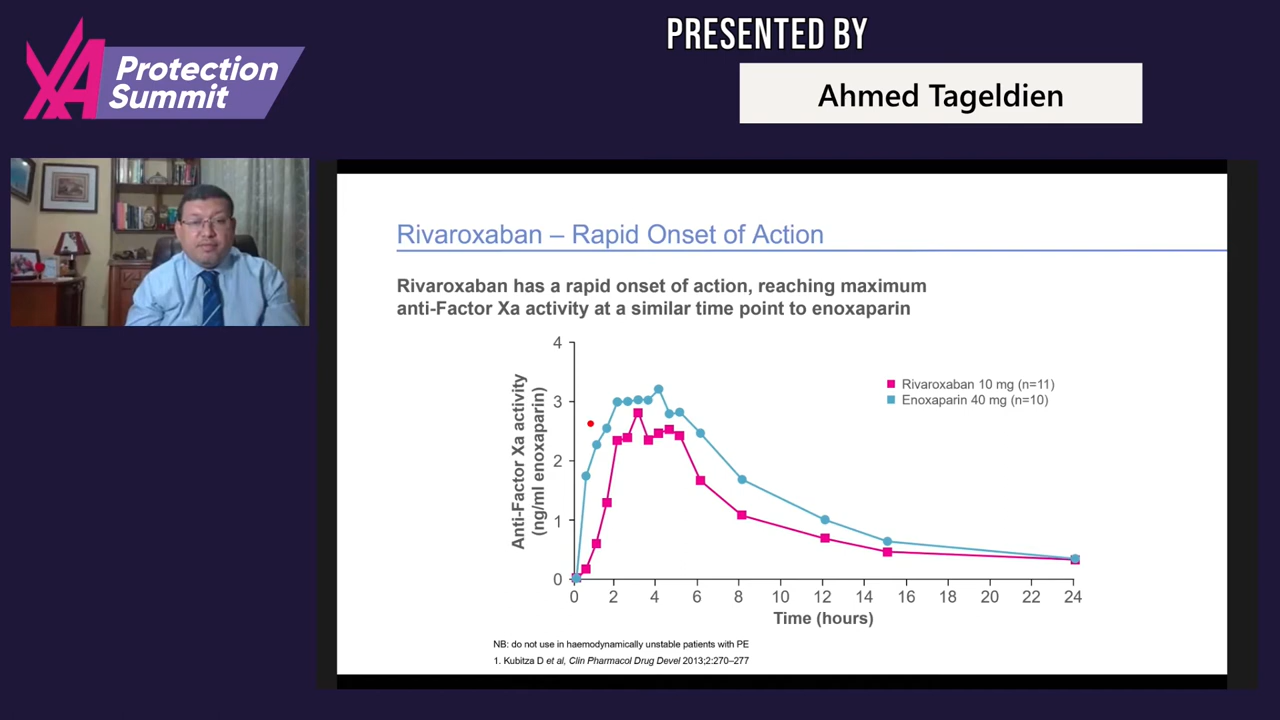 XA Protection
Summit
PRESENTED BY
Ahmed Tageldien
Rivaroxaban – Rapid Onset of Action
Rivaroxaban has a rapid onset of action, reaching maximum
anti-Factor Xa activity at a similar time point to enoxaparin
Anti-Factor Xa activity
(ng/ml enoxaparin)
4
3
2
1
0
Rivaroxaban 10 mg (n=11)
Enoxaparin 40 mg (n=10)
0 2 4 6 8 10 12 14 16 18 20 22 24
Time (hours)
NB: do not use in haemodynamically unstable patients with PE
1. Kubitza D et al, Clin Pharmacol Drug Devel 2013;2:270–277